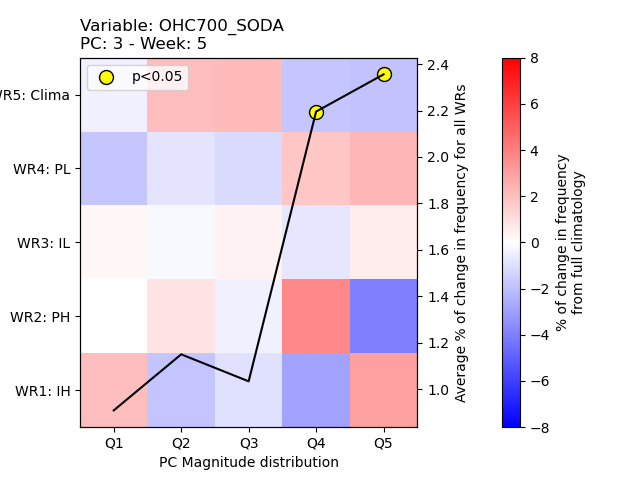 Variable: OHC700_SODA
PC: 3 - Week: 5
p<0.05
R5: Clima
WR4: PL
WR3: IL
WR2: PH
WR1: IH
Q1 Q2 Q3 Q4 Q5
PC Magnitude distribution
2.4
2.2
2.0
1.8
1.6
1.4
1.2
1.0
Average % of change in frequency for all WRs
8
6
4
2
0
−2
−4
−6
−8
% of change in frequency
from full climatology